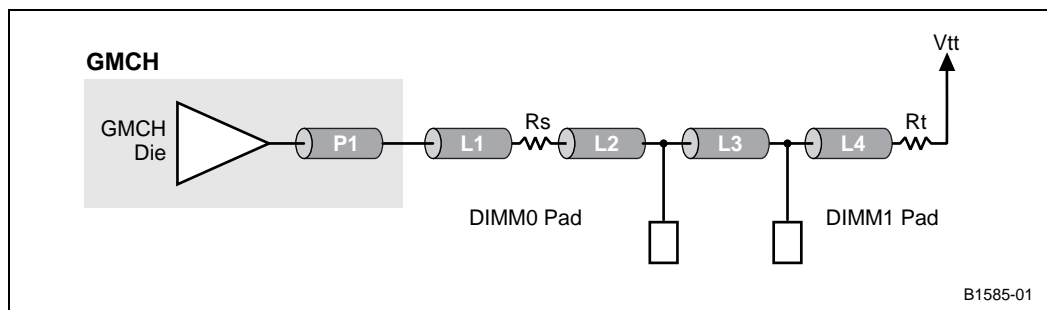 Vtt
GMCH
GMCH
Die
P1
L1
Rs
L2
L3
L4
Rt
DIMM0 Pad
DIMM1 Pad
B1585-01